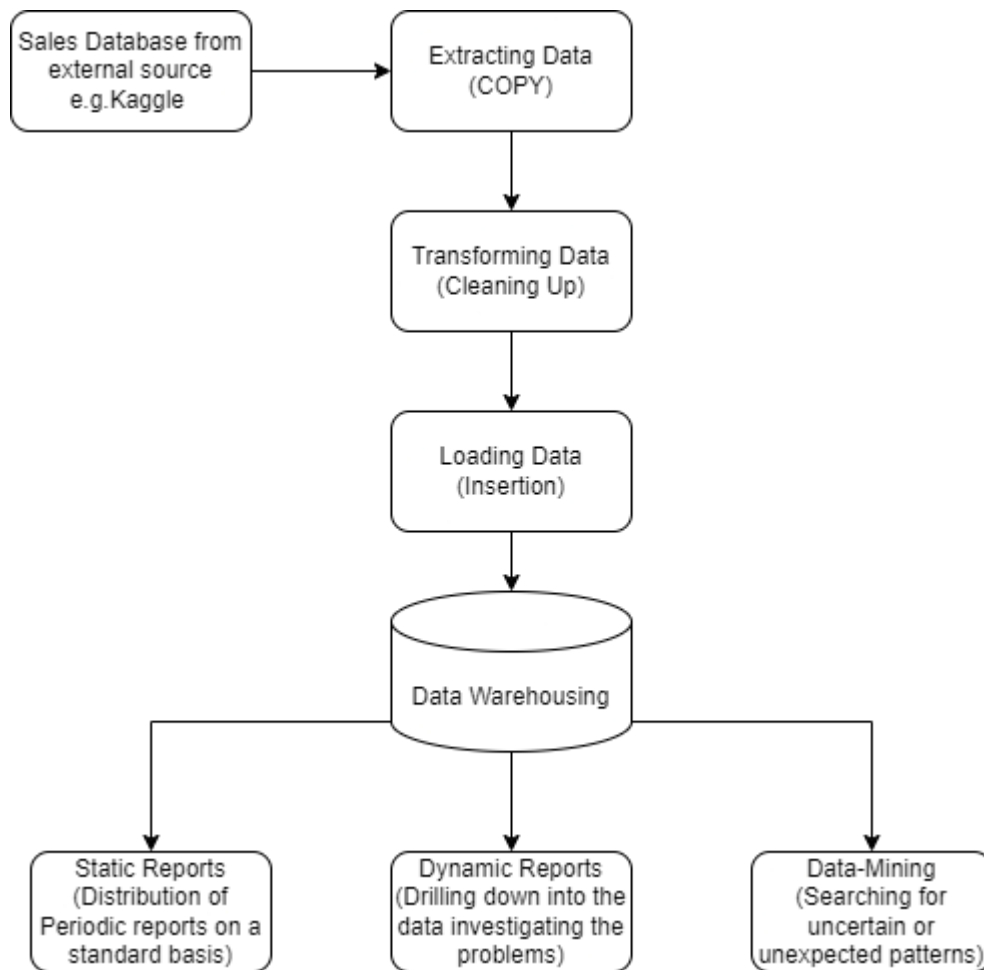 Sales Database from
external source
e.g.Kaggle
Extracting Data
(COPY)
Transforming Data
(Cleaning Up)
Loading Data
(Insertion)
Data Warehousing
Static Reports
(Distribution of
Periodic reports on a
standard basis)
Dynamic Reports
(Drilling down into the
data investigating the
problems)
Data-Mining
(Searching for
uncertain or
unexpected patterns)